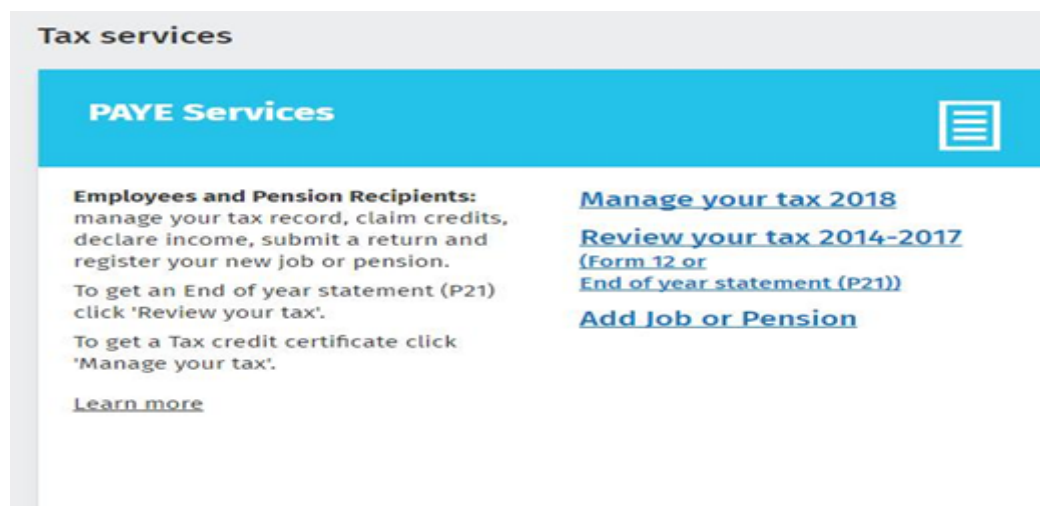 Tax services
PAYE Services
Employees and Pension Recipients:
manage your tax record, claim credits,
declare income, submit a return and
register your new job or pension.
To get an End of year statement (P21)
click 'Review your tax'.
To get a Tax credit certificate click
'Manage your tax'.
Learn more
Manage your tax 2018
Review your tax 2014-2017
(Form 12 or
End of year statement (P21))
Add Job or Pension